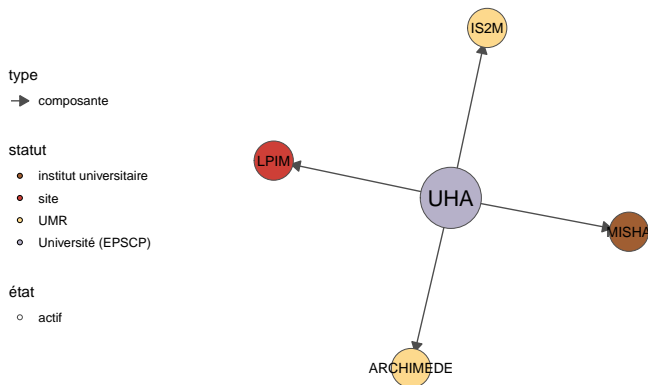 type
composante
statut
institut universitaire
site
UMR
Université (EPSCP)
état
actif
IS2M
LPIM
UHA
MISHA
ARCHIMEDE